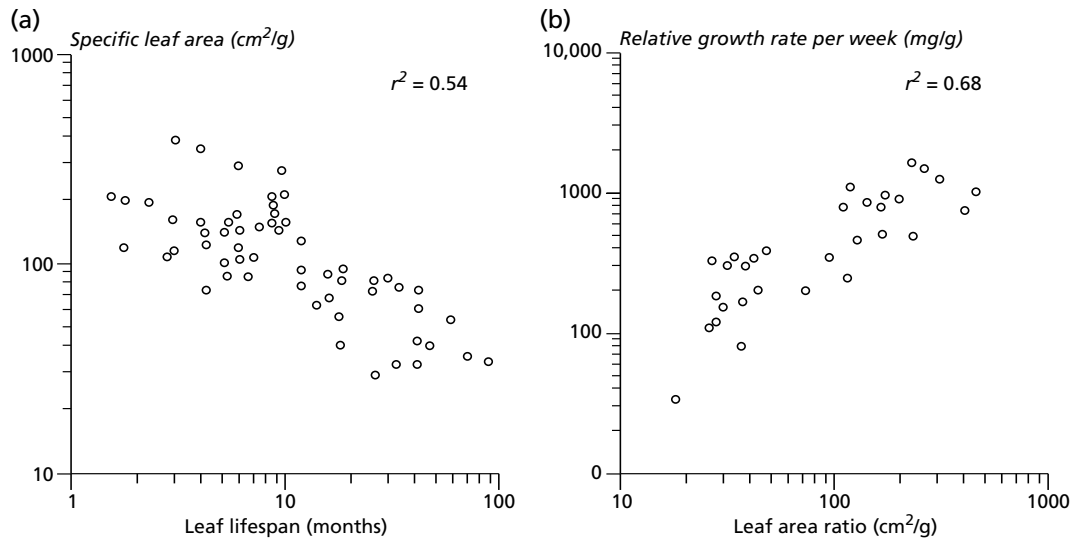 (a)
Specific leaf area (cm²/g)
1000
r² = 0.54
100
10
1
10
100
Leaf lifespan (months)
(b)
Relative growth rate per week (mg/g)
10,000
r² = 0.68
1000
100
0
10
100
1000
Leaf area ratio (cm²/g)